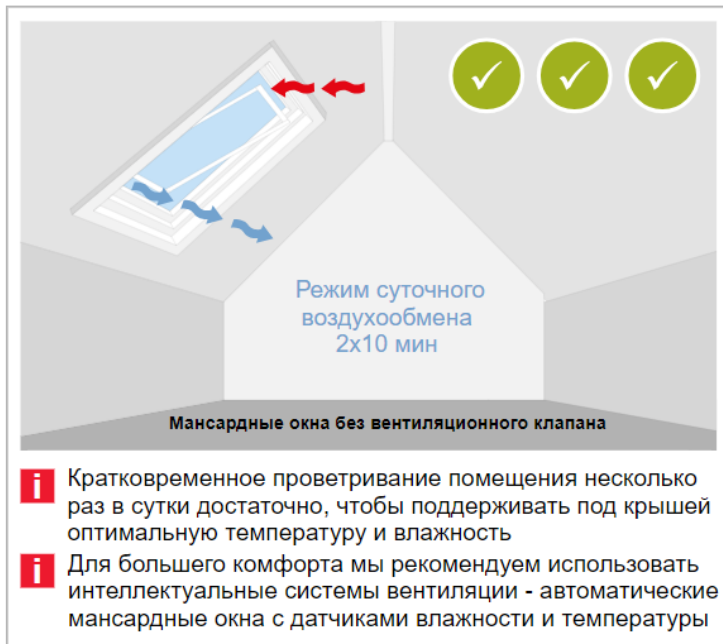 Режим суточного
воздухообмена
2х10 мин
Мансардные окна без вентиляционного клапана
i Кратковременное проветривание помещения несколько
раз в сутки достаточно, чтобы поддерживать под крышей
оптимальную температуру и влажность
i Для большего комфорта мы рекомендуем использовать
интеллектуальные системы вентиляции - автоматические
мансардные окна с датчиками влажности и температуры